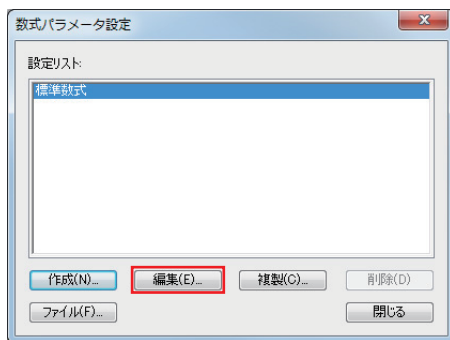 数式パラメータ設定
設定リスト:
標準数式
作成(N)... 編集(E)... 複製(C)... 削除(D)
ファイル(F)... 閉じる